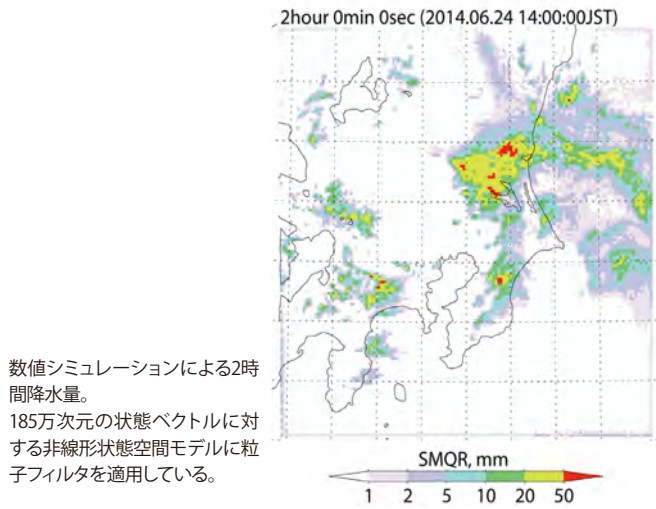 2hour 0min 0sec (2014.06.24 14:00:00JST)
数値シミュレーションによる2時
間降水量。
185万次元の状態ベクトルに対
する非線形状態空間モデルに粒
子フィルタを適用している。
SMQR, mm
1 2 5 10 20 50